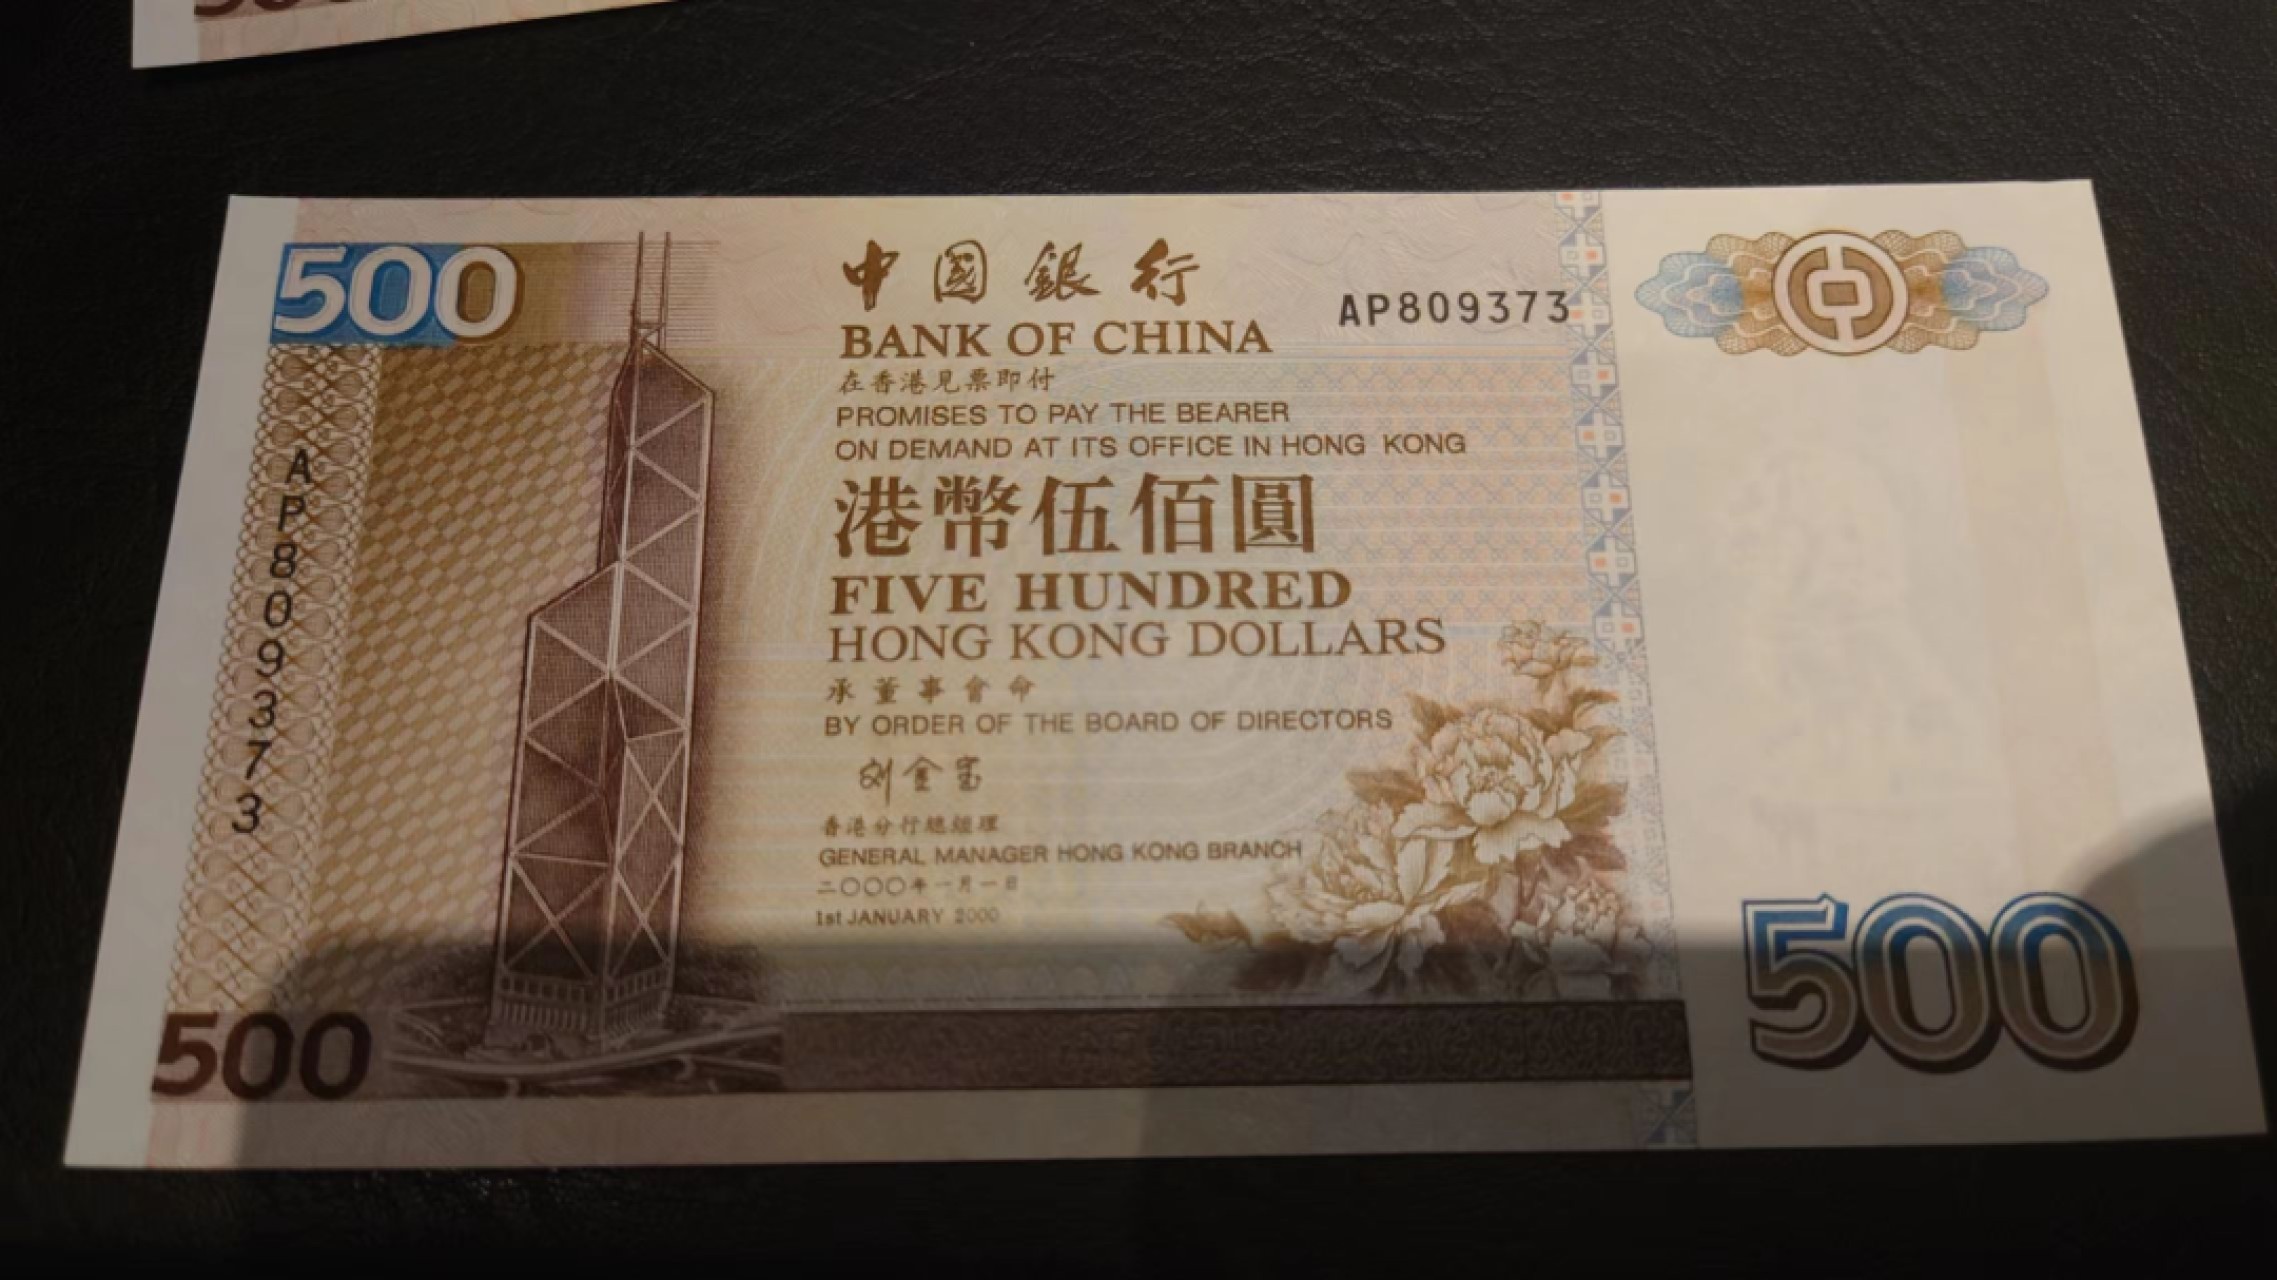 500
中國銀行
AP809373
BANK OF CHINA
在香港見票即付
PROMISES TO PAY THE BEARER
ON DEMAND AT ITS OFFICE IN HONG KONG
港幣伍佰圓
FIVE HUNDRED
HONG KONG DOLLARS
承董事會命
BY ORDER OF THE BOARD OF DIRECTORS
刘金宝
香港分行總經理
GENERAL MANAGER HONG KONG BRANCH
二〇〇〇年一月一日
1st JANUARY 2000
AP809373
500
500